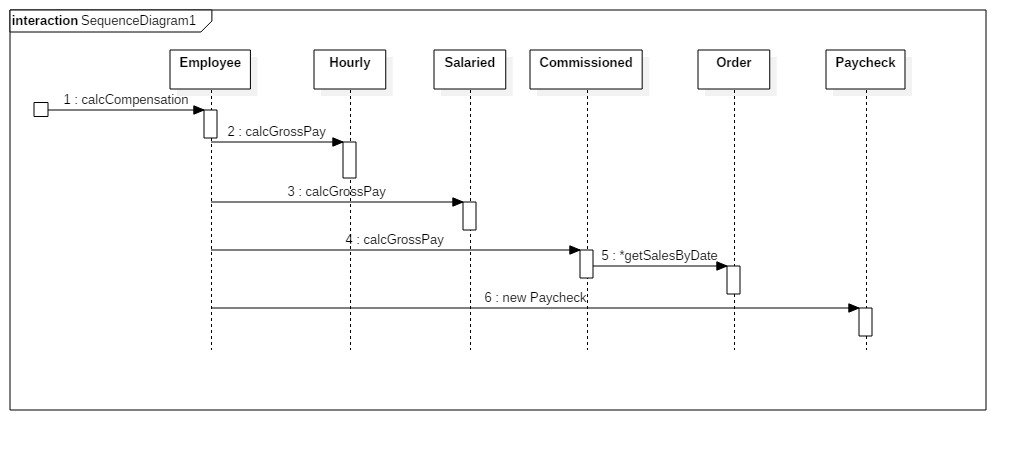 interaction SequenceDiagram1
Employee
Hourly
Salaried
Commissioned
Order
Paycheck
1 : calcCompensation
2 : calcGrossPay
3 : calcGrossPay
4 : calcGrossPay
5 : *getSalesByDate
6 : new Paycheck